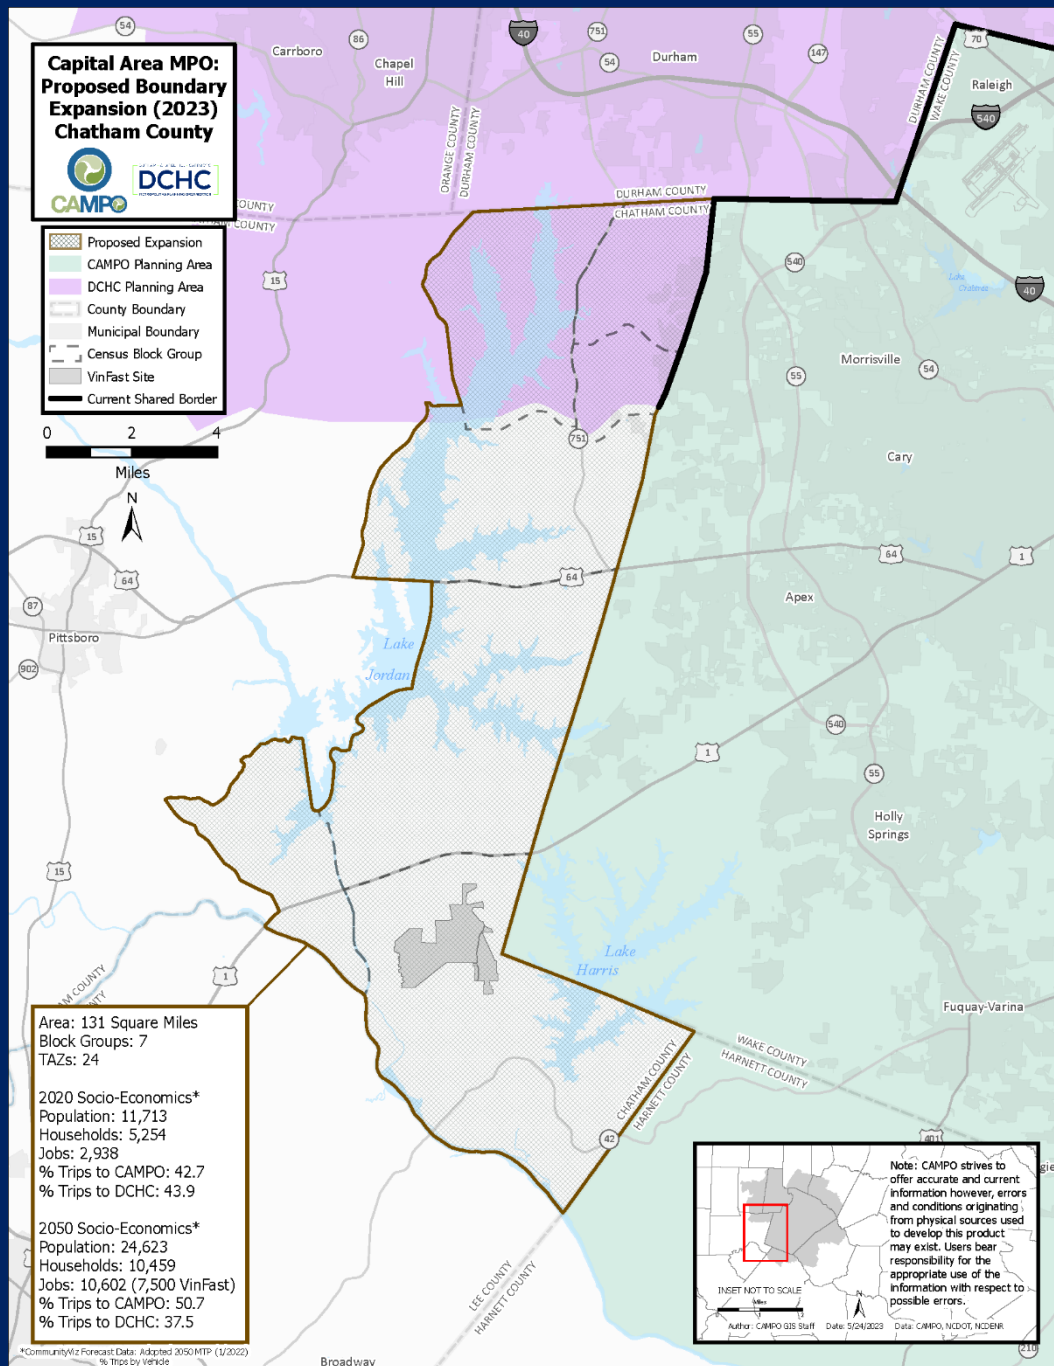 Capital Area MPO:
Proposed Boundary
Expansion (2023)
Chatham County
CAMPO
DCHC
Proposed Expansion
CAMPO Planning Area
DCHC Planning Area
County Boundary
Municipal Boundary
Census Block Group
VinFast Site
Current Shared Border
0 2 4
Miles
N
54
86
40
751
54
55
147
70
Carrboro
Chapel
Hill
Durham
Raleigh
540
DURHAM COUNTY
WAKE COUNTY
ORANGE COUNTY
DURHAM COUNTY
DURHAM COUNTY
CHATHAM COUNTY
COUNTY
COUNTY
15
540
40
Lake
Crabtree
Morrisville
54
55
751
Cary
15
64
64
64
1
87
Pittsboro
902
Apex
Lake
Jordan
540
1
55
Holly
Springs
15
1
Lake
Harris
Fuquay-Varina
AM COUNTY
COUNTY
WAKE COUNTY
HARNETT COUNTY
CHATHAM COUNTY
HARNETT COUNTY
42
401
LEE COUNTY
HARNETT COUNTY
Broadway
210
gie
Area: 131 Square Miles
Block Groups: 7
TAZs: 24
2020 Socio-Economics*
Population: 11,713
Households: 5,254
Jobs: 2,938
% Trips to CAMPO: 42.7
% Trips to DCHC: 43.9
2050 Socio-Economics*
Population: 24,623
Households: 10,459
Jobs: 10,602 (7,500 VinFast)
% Trips to CAMPO: 50.7
% Trips to DCHC: 37.5
*CommunityViz Forecast Data: Adopted 2050 MTP (1/2022)
% Trips by Vehicle
Note: CAMPO strives to
offer accurate and current
information however, errors
and conditions originating
from physical sources used
to develop this product
may exist. Users bear
responsibility for the
appropriate use of the
information with respect to
possible errors.
INSET NOT TO SCALE
Miles
N
Author: CAMPO GIS Staff Date: 5/24/2023 Data: CAMPO, NCDOT, NCDENR